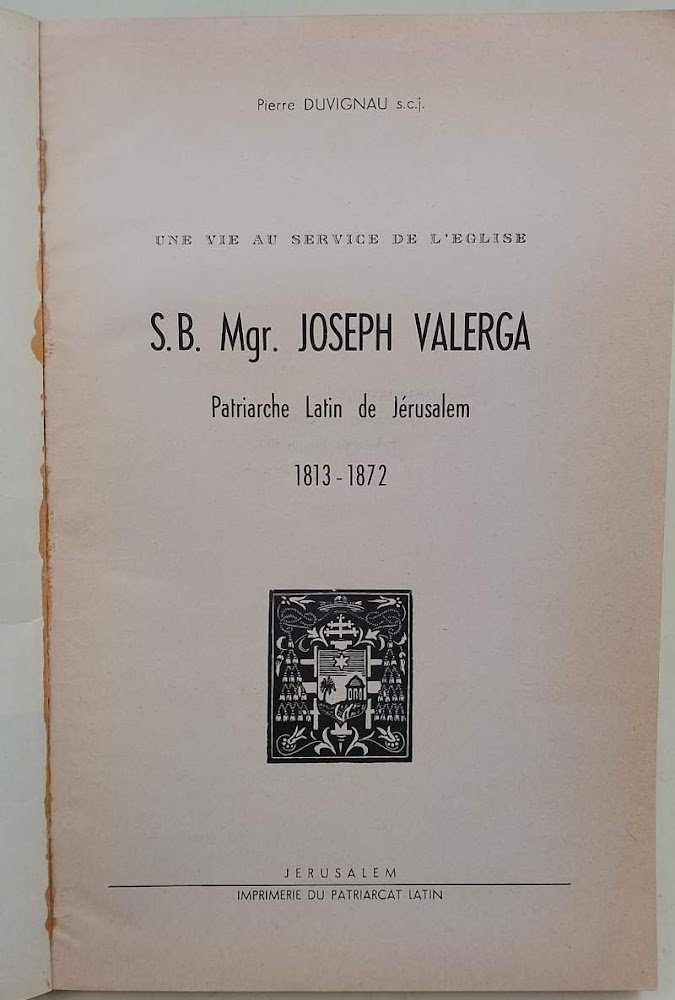 Pierre DUVIGNAU s.c.j.
UNE VIE AU SERVICE DE L'EGLISE
S.B. Mgr. JOSEPH VALERGA
Patriarche Latin de Jérusalem
1813 - 1872
JERUSALEM
IMPRIMERIE DU PATRIARCAT LATIN